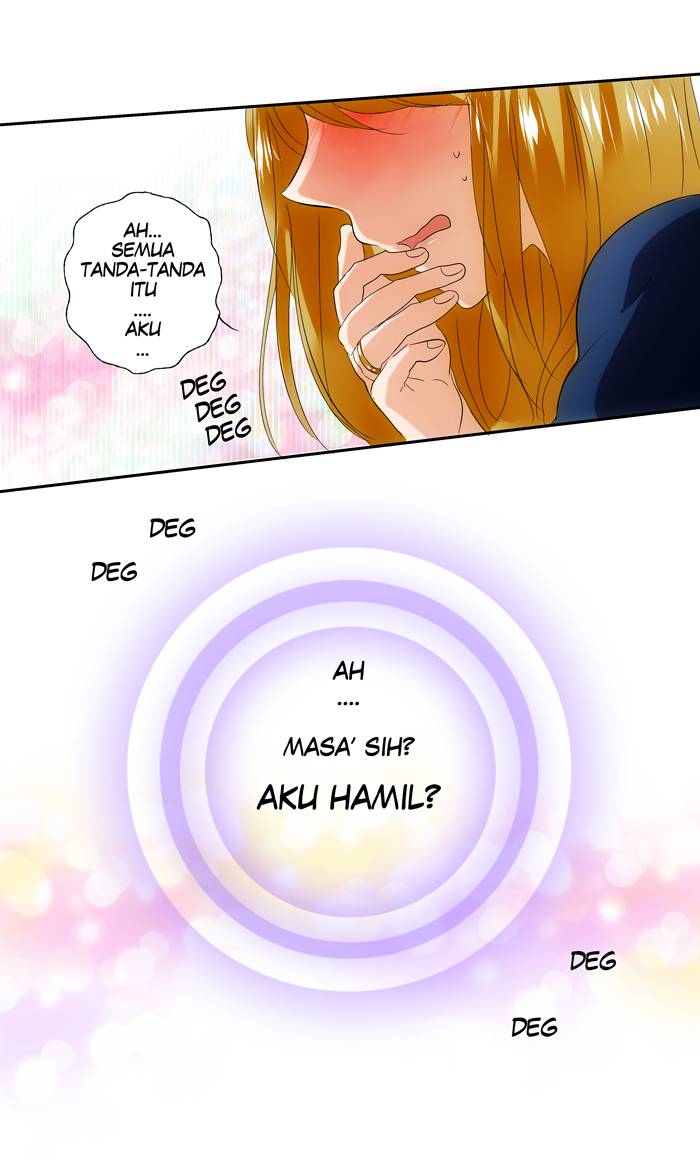 AH...
SEMUA
TANDA-TANDA
ITU
....
AKU
...
DEG
DEG
DEG
DEG
DEG
AH
....
MASA' SIH?
AKU HAMIL?
DEG
DEG